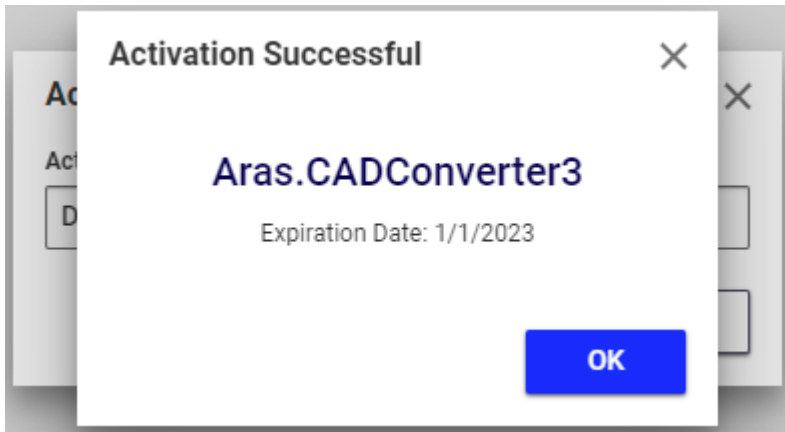 Activation Successful
Aras.CADConverter3
Expiration Date: 1/1/2023
OK